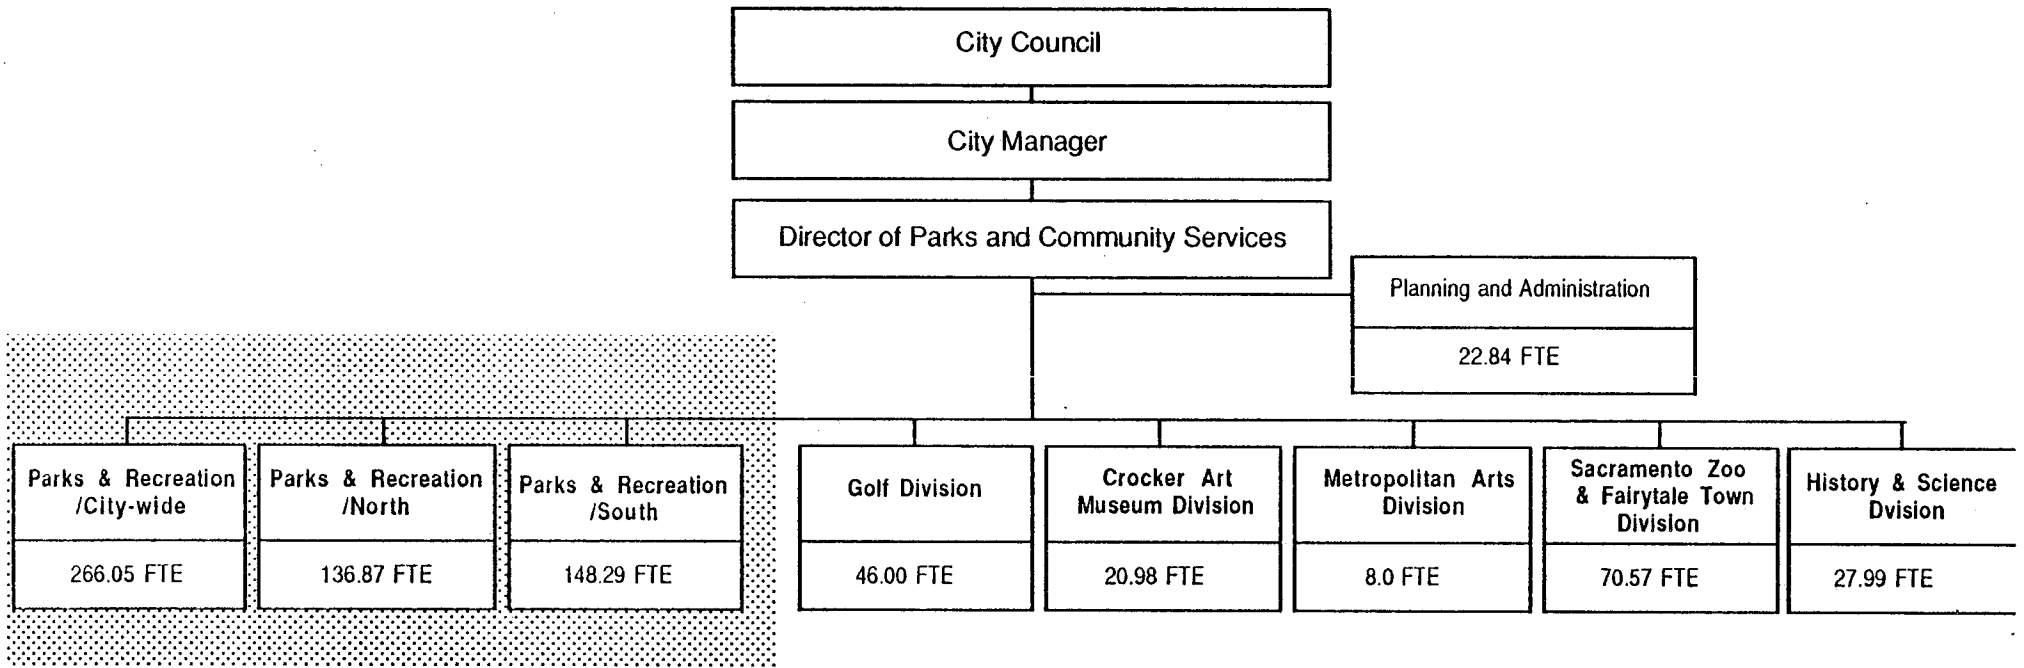 City Council
City Manager
Director of Parks and Community Services
Planning and Administration
22.84 FTE
Parks & Recreation
/City-wide
266.05 FTE
Parks & Recreation
/North
136.87 FTE
Parks & Recreation
/South
148.29 FTE
Golf Division
46.00 FTE
Crocker Art
Museum Division
20.98 FTE
Metropolitan Arts
Division
8.0 FTE
Sacramento Zoo
& Fairytale Town
Division
70.57 FTE
History & Science
Dvision
27.99 FTE